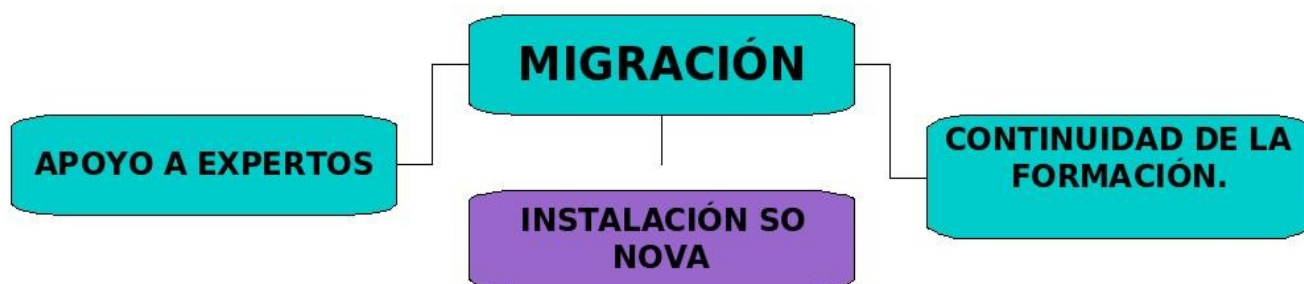 MIGRACIÓN
APOYO A EXPERTOS
INSTALACIÓN SO
NOVA
CONTINUIDAD DE LA
FORMACIÓN.